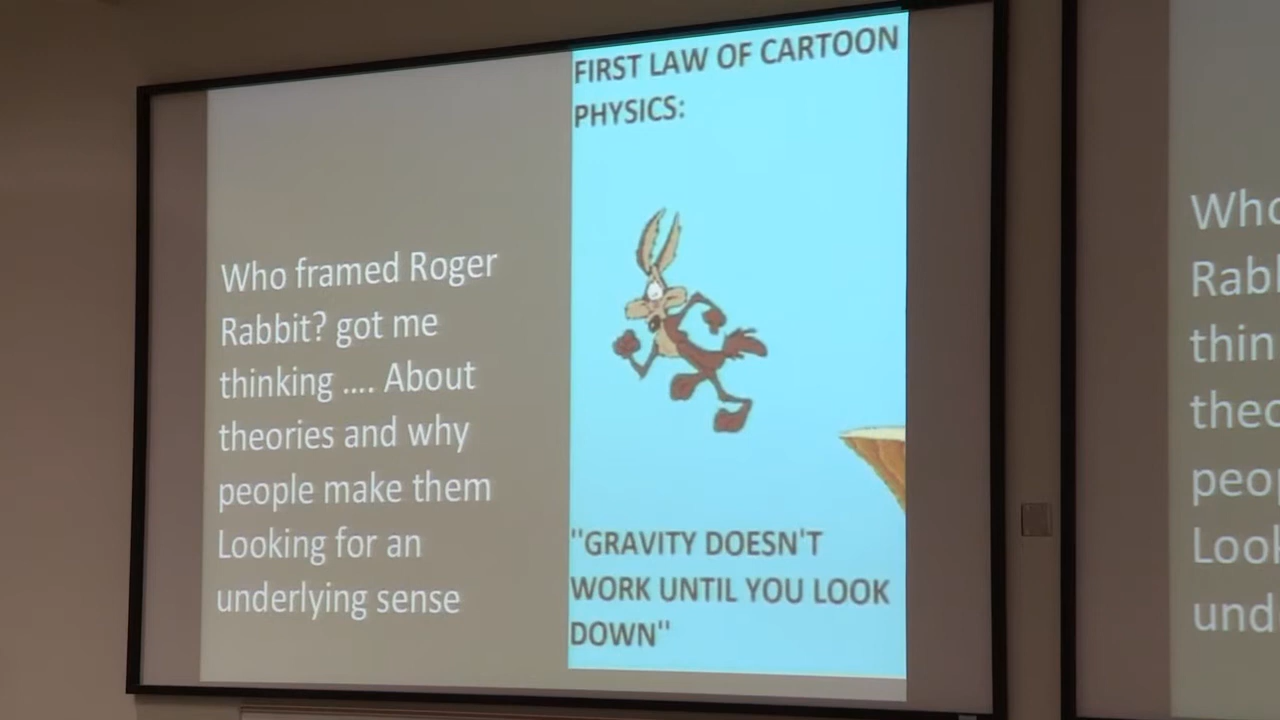 Who framed Roger
Rabbit? got me
thinking .... About
theories and why
people make them
Looking for an
underlying sense
FIRST LAW OF CARTOON
PHYSICS:
"GRAVITY DOESN'T
WORK UNTIL YOU LOOK
DOWN"